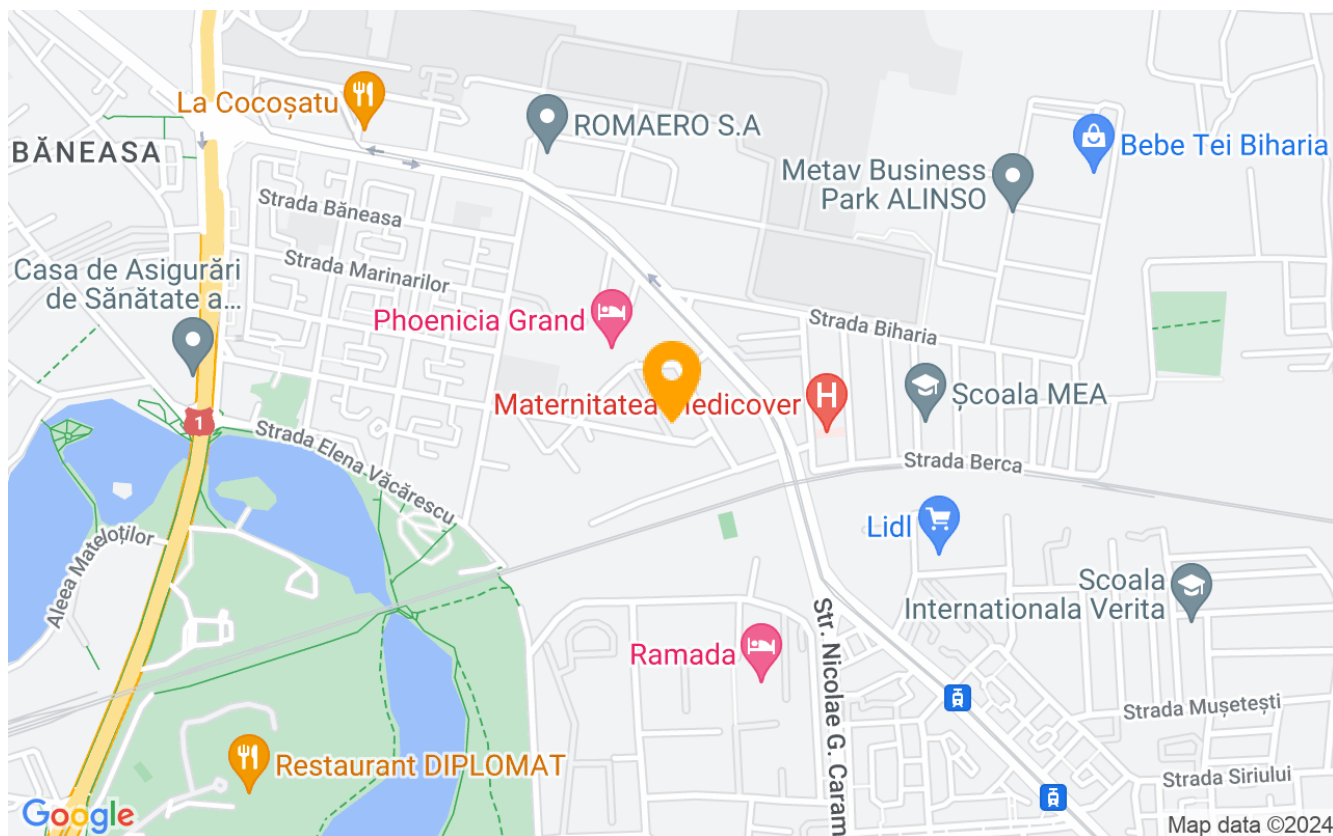 La Cocoșatu
ROMAERO S.A
BĂNEASA
Bebe Tei Biharia
Metav Business
Park ALINSO
Strada Băneasa
Strada Marinarilor
Casa de Asigurări
de Sănătate a...
Phoenicia Grand
Strada Biharia
Maternitatea Medicover
H
Școala MEA
1
Strada Elena Văcărescu
Strada Berca
Lidl
Aleea Mateloților
Scoala
Internationala Verita
Str. Nicolae G. Caram
Ramada
Strada Mușetești
Restaurant DIPLOMAT
Strada Siriului
Google
Map data ©2024